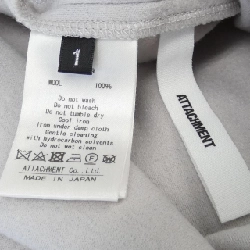 1
WOOL 100%
Do not wash
Do not bleach
Do not tumble dry
Cool iron
Iron under damp cloth
Gentle cleaning
with hydrocarbon solvents
Do not wet clean
ATTACHMENT Co.,Ltd.
MADE IN JAPAN
ATTACHMENT